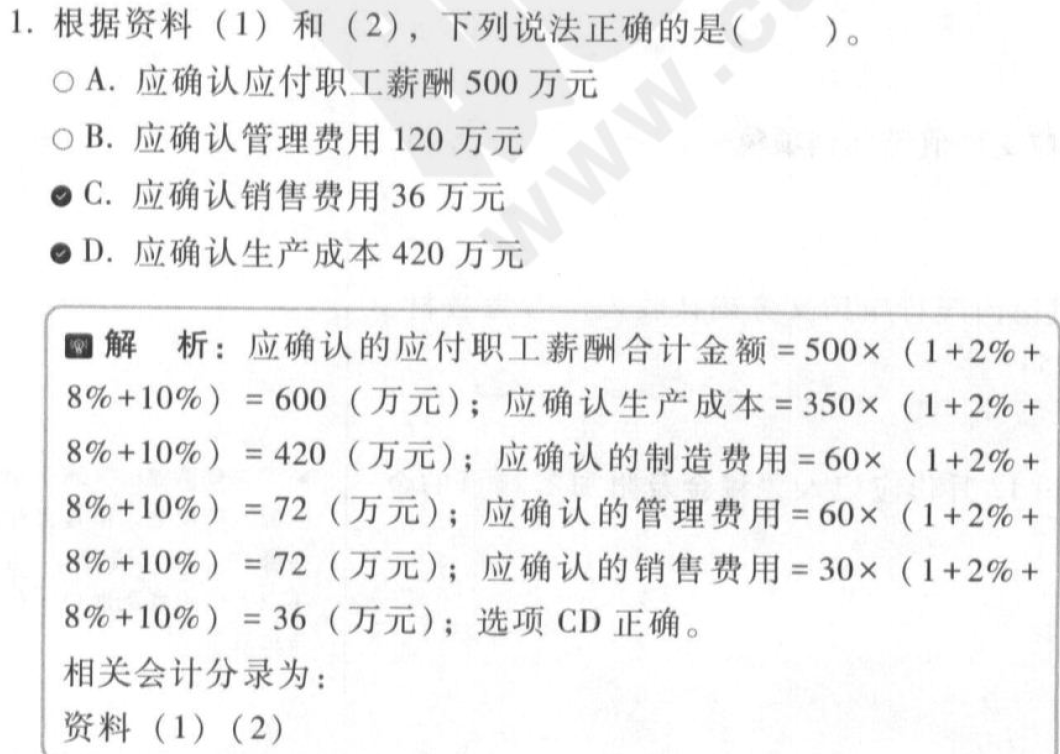 1. 根据资料（1）和（2），下列说法正确的是(　　)。
A. 应确认应付职工薪酬 500 万元
B. 应确认管理费用 120 万元
C. 应确认销售费用 36 万元
D. 应确认生产成本 420 万元
解　析：应确认的应付职工薪酬合计金额 = 500×（1+2%+
8%+10%）= 600（万元）；应确认生产成本 = 350×（1+2%+
8%+10%）= 420（万元）；应确认的制造费用 = 60×（1+2%+
8%+10%）= 72（万元）；应确认的管理费用 = 60×（1+2%+
8%+10%）= 72（万元）；应确认的销售费用 = 30×（1+2%+
8%+10%）= 36（万元）；选项 CD 正确。
相关会计分录为：
资料（1）（2）
www.c